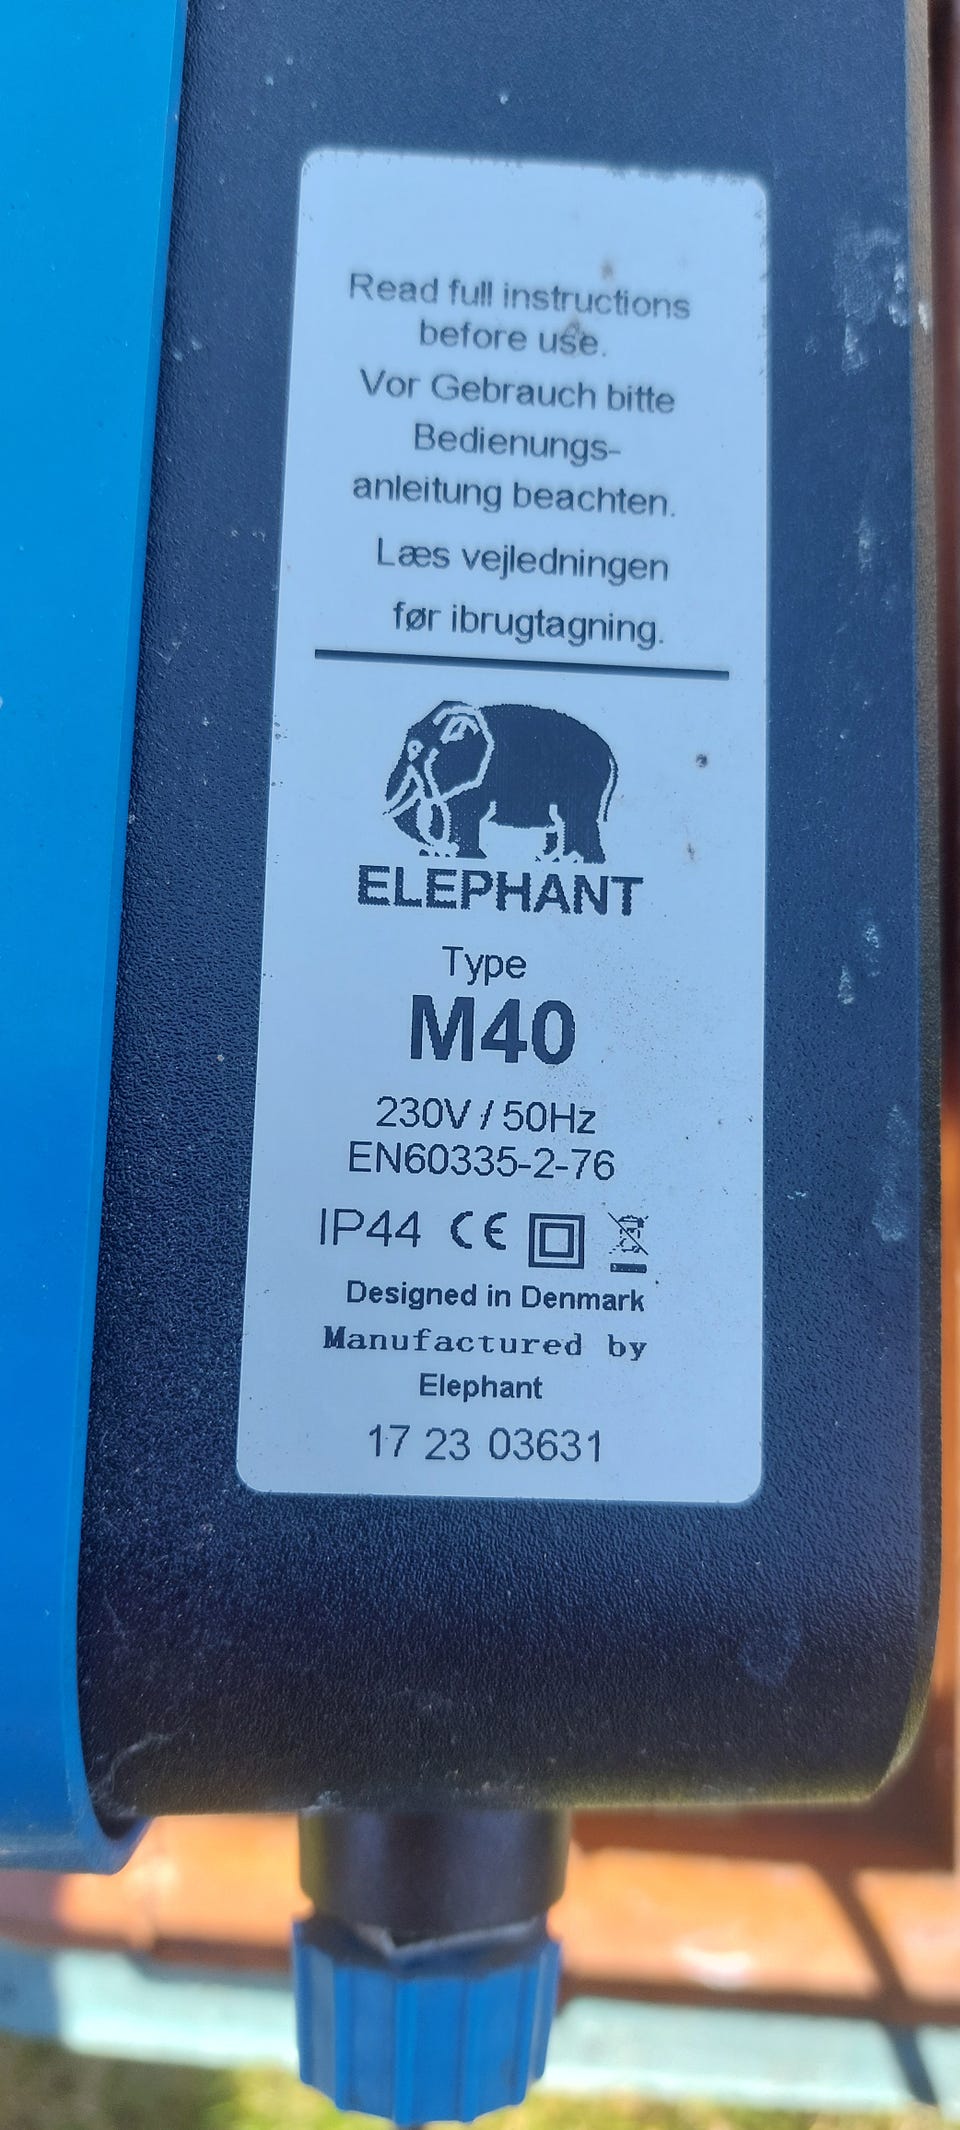 Read full instructions
before use.
Vor Gebrauch bitte
Bedienungs-
anleitung beachten.
Læs vejledningen
før ibrugtagning.
ELEPHANT
Type
M40
230V / 50Hz
EN60335-2-76
IP44 CE
Designed in Denmark
Manufactured by
Elephant
17 23 03631